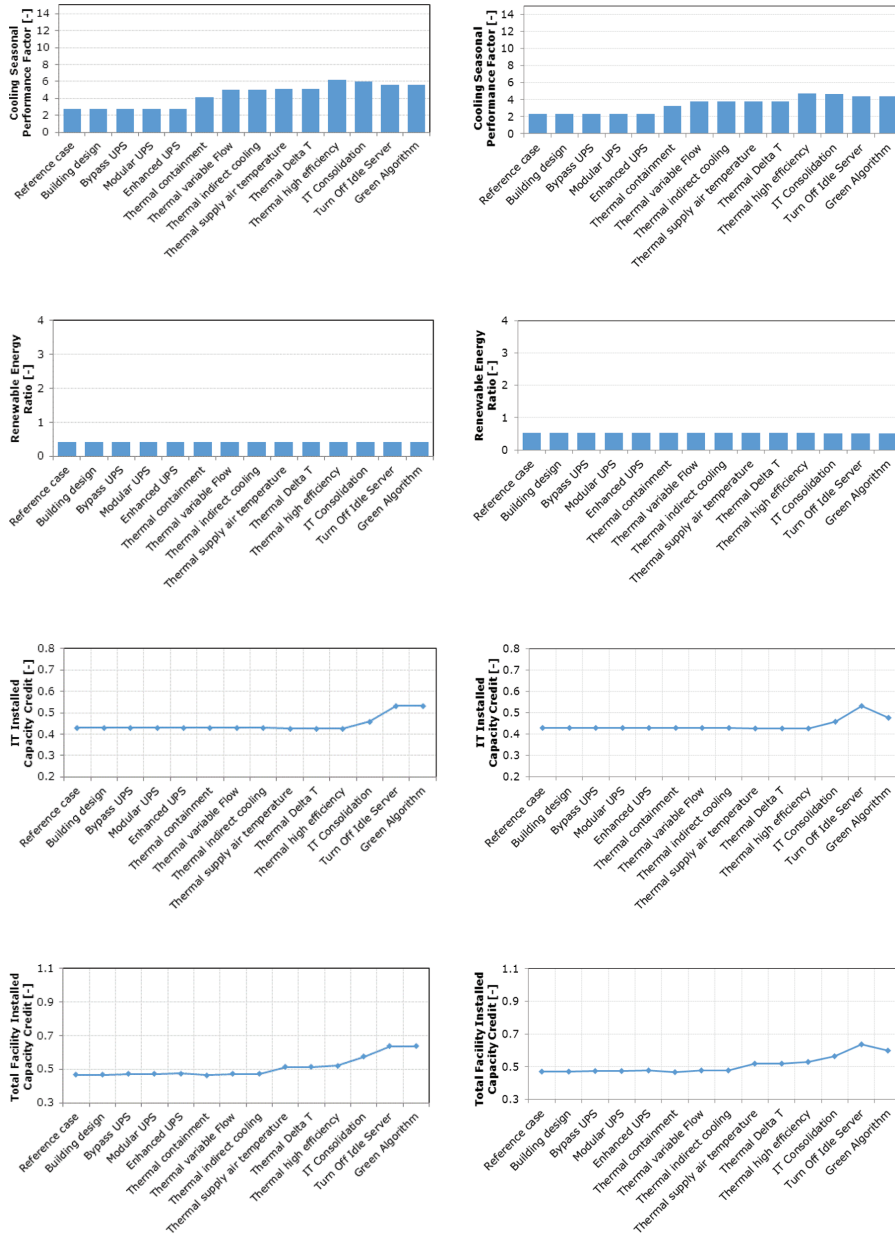 Cooling Seasonal
Performance Factor [-]
14
12
10
8
6
4
2
0
Reference case
Building design
Bypass UPS
Modular UPS
Enhanced UPS
Thermal containment
Thermal variable Flow
Thermal indirect cooling
Thermal supply air temperature
Thermal Delta T
Thermal high efficiency
IT Consolidation
Turn Off Idle Server
Green Algorithm
Cooling Seasonal
Performance Factor [-]
14
12
10
8
6
4
2
0
Reference case
Building design
Bypass UPS
Modular UPS
Enhanced UPS
Thermal containment
Thermal variable Flow
Thermal indirect cooling
Thermal supply air temperature
Thermal Delta T
Thermal high efficiency
IT Consolidation
Turn Off Idle Server
Green Algorithm
Renewable Energy
Ratio [-]
4
3
2
1
0
Reference case
Building design
Bypass UPS
Modular UPS
Enhanced UPS
Thermal containment
Thermal variable Flow
Thermal indirect cooling
Thermal supply air temperature
Thermal Delta T
Thermal high efficiency
IT Consolidation
Turn Off Idle Server
Green Algorithm
Renewable Energy
Ratio [-]
4
3
2
1
0
Reference case
Building design
Bypass UPS
Modular UPS
Enhanced UPS
Thermal containment
Thermal variable Flow
Thermal indirect cooling
Thermal supply air temperature
Thermal Delta T
Thermal high efficiency
IT Consolidation
Turn Off Idle Server
Green Algorithm
IT Installed
Capacity Credit [-]
0.8
0.7
0.6
0.5
0.4
0.3
0.2
Reference case
Building design
Bypass UPS
Modular UPS
Enhanced UPS
Thermal containment
Thermal variable Flow
Thermal indirect cooling
Thermal supply air temperature
Thermal Delta T
Thermal high efficiency
IT Consolidation
Turn Off Idle Server
Green Algorithm
IT Installed
Capacity Credit [-]
0.8
0.7
0.6
0.5
0.4
0.3
0.2
Reference case
Building design
Bypass UPS
Modular UPS
Enhanced UPS
Thermal containment
Thermal variable Flow
Thermal indirect cooling
Thermal supply air temperature
Thermal Delta T
Thermal high efficiency
IT Consolidation
Turn Off Idle Server
Green Algorithm
Total Facility Installed
Capacity Credit [-]
1.1
0.9
0.7
0.5
0.3
Reference case
Building design
Bypass UPS
Modular UPS
Enhanced UPS
Thermal containment
Thermal variable Flow
Thermal indirect cooling
Thermal supply air temperature
Thermal Delta T
Thermal high efficiency
IT Consolidation
Turn Off Idle Server
Green Algorithm
Total Facility Installed
Capacity Credit [-]
1.1
0.9
0.7
0.5
0.3
Reference case
Building design
Bypass UPS
Modular UPS
Enhanced UPS
Thermal containment
Thermal variable Flow
Thermal indirect cooling
Thermal supply air temperature
Thermal Delta T
Thermal high efficiency
IT Consolidation
Turn Off Idle Server
Green Algorithm